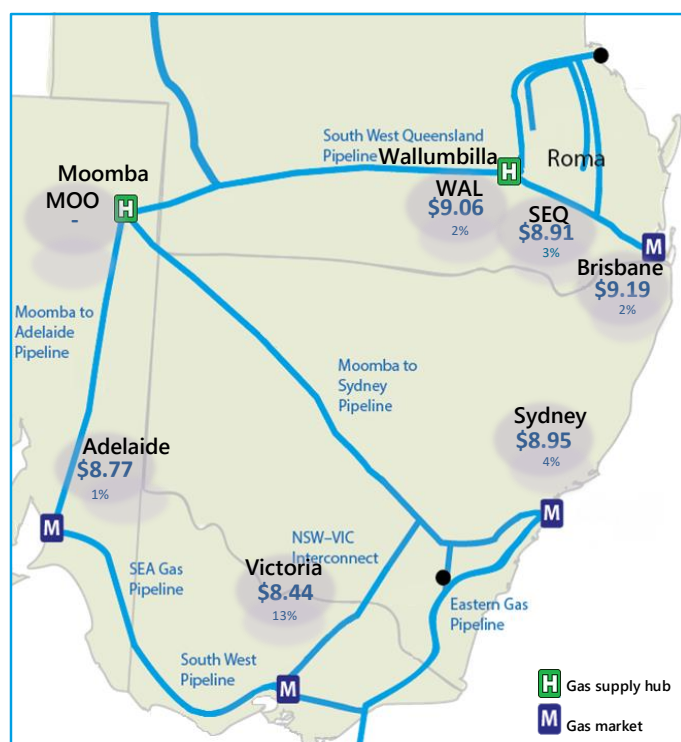 South West Queensland
Pipeline
Wallumbilla
H
Roma
Moomba
MOO
-
H
WAL
$9.06
2%
SEQ
$8.91
3%
M
Brisbane
$9.19
2%
Moomba to
Adelaide
Pipeline
Moomba to
Sydney
Pipeline
Sydney
$8.95
4%
M
Adelaide
$8.77
1%
M
NSW–VIC
Interconnect
Victoria
$8.44
13%
SEA Gas
Pipeline
Eastern Gas
Pipeline
South West
Pipeline
M
H Gas supply hub
M Gas market